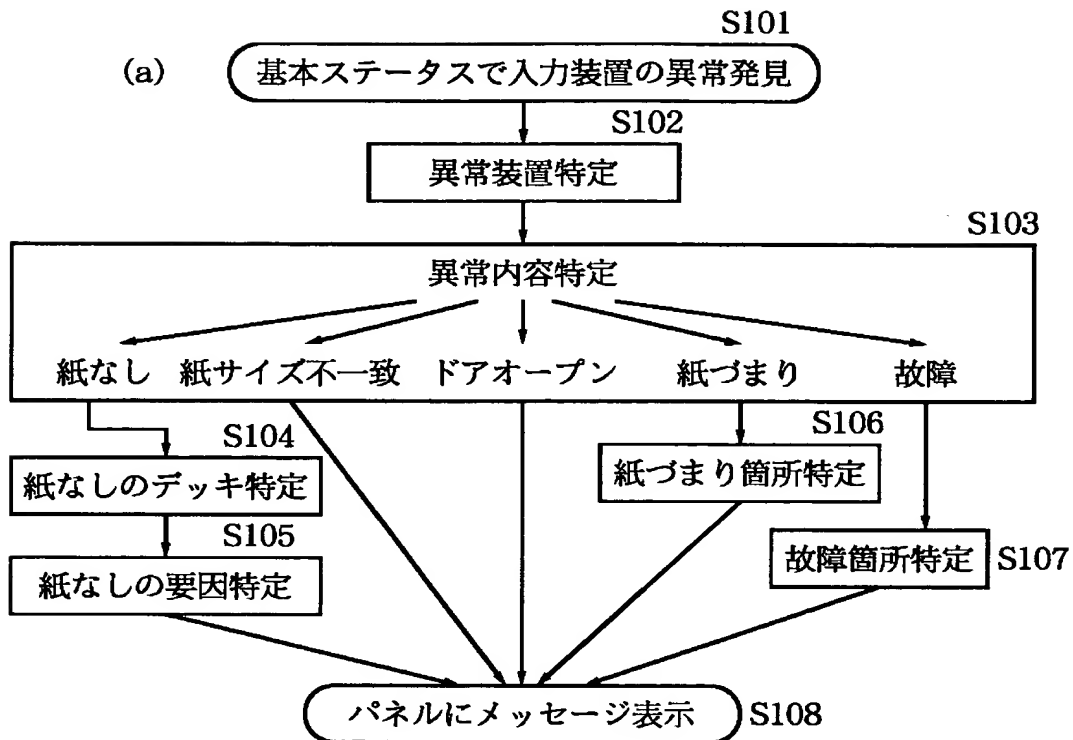 S101
(a) 基本ステータスで入力装置の異常発見
S102
異常装置特定
S103
異常内容特定
紙なし 紙サイズ不一致 ドアオープン 紙づまり 故障
S104
紙なしのデッキ特定
S106
紙づまり箇所特定
S105
紙なしの要因特定
故障箇所特定 S107
パネルにメッセージ表示 S108